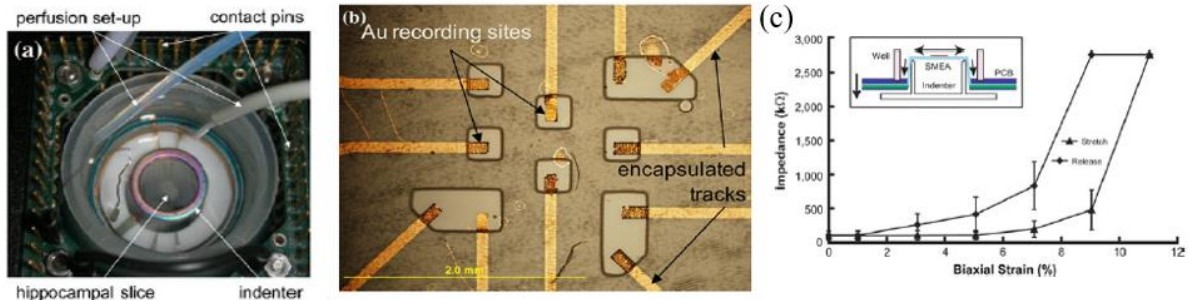 perfusion set-up
contact pins
(a)
hippocampal slice
indenter
(b)
Au recording sites
encapsulated
tracks
2.0 mm
(c)
3,000
2,500
2,000
1,500
1,000
500
0
Impedance (kΩ)
Well
SMEA
Indenter
PCB
Stretch
Release
0 2 4 6 8 10 12
Biaxial Strain (%)